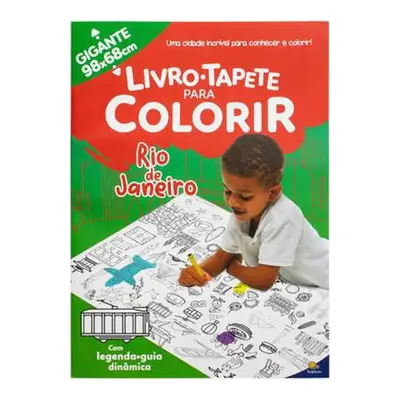 GIGANTE
98x68cm
Uma cidade incrível para conhecer e colorir!
LIVRO•TAPETE
PARA
COLORIR
Rio
de
Janeiro
Com
legenda-guia
dinâmica